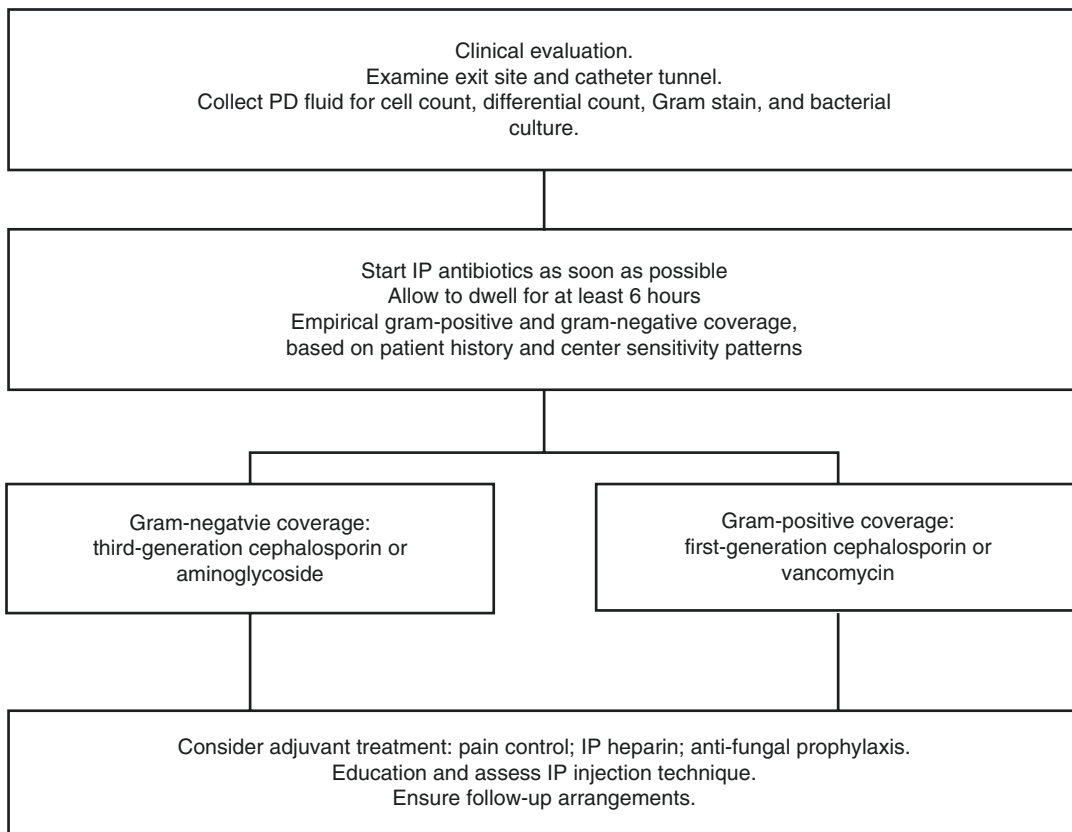 Clinical evaluation.
Examine exit site and catheter tunnel.
Collect PD fluid for cell count, differential count, Gram stain, and bacterial
culture.
Start IP antibiotics as soon as possible
Allow to dwell for at least 6 hours
Empirical gram-positive and gram-negative coverage,
based on patient history and center sensitivity patterns
Gram-negatvie coverage:
third-generation cephalosporin or
aminoglycoside
Gram-positive coverage:
first-generation cephalosporin or
vancomycin
Consider adjuvant treatment: pain control; IP heparin; anti-fungal prophylaxis.
Education and assess IP injection technique.
Ensure follow-up arrangements.